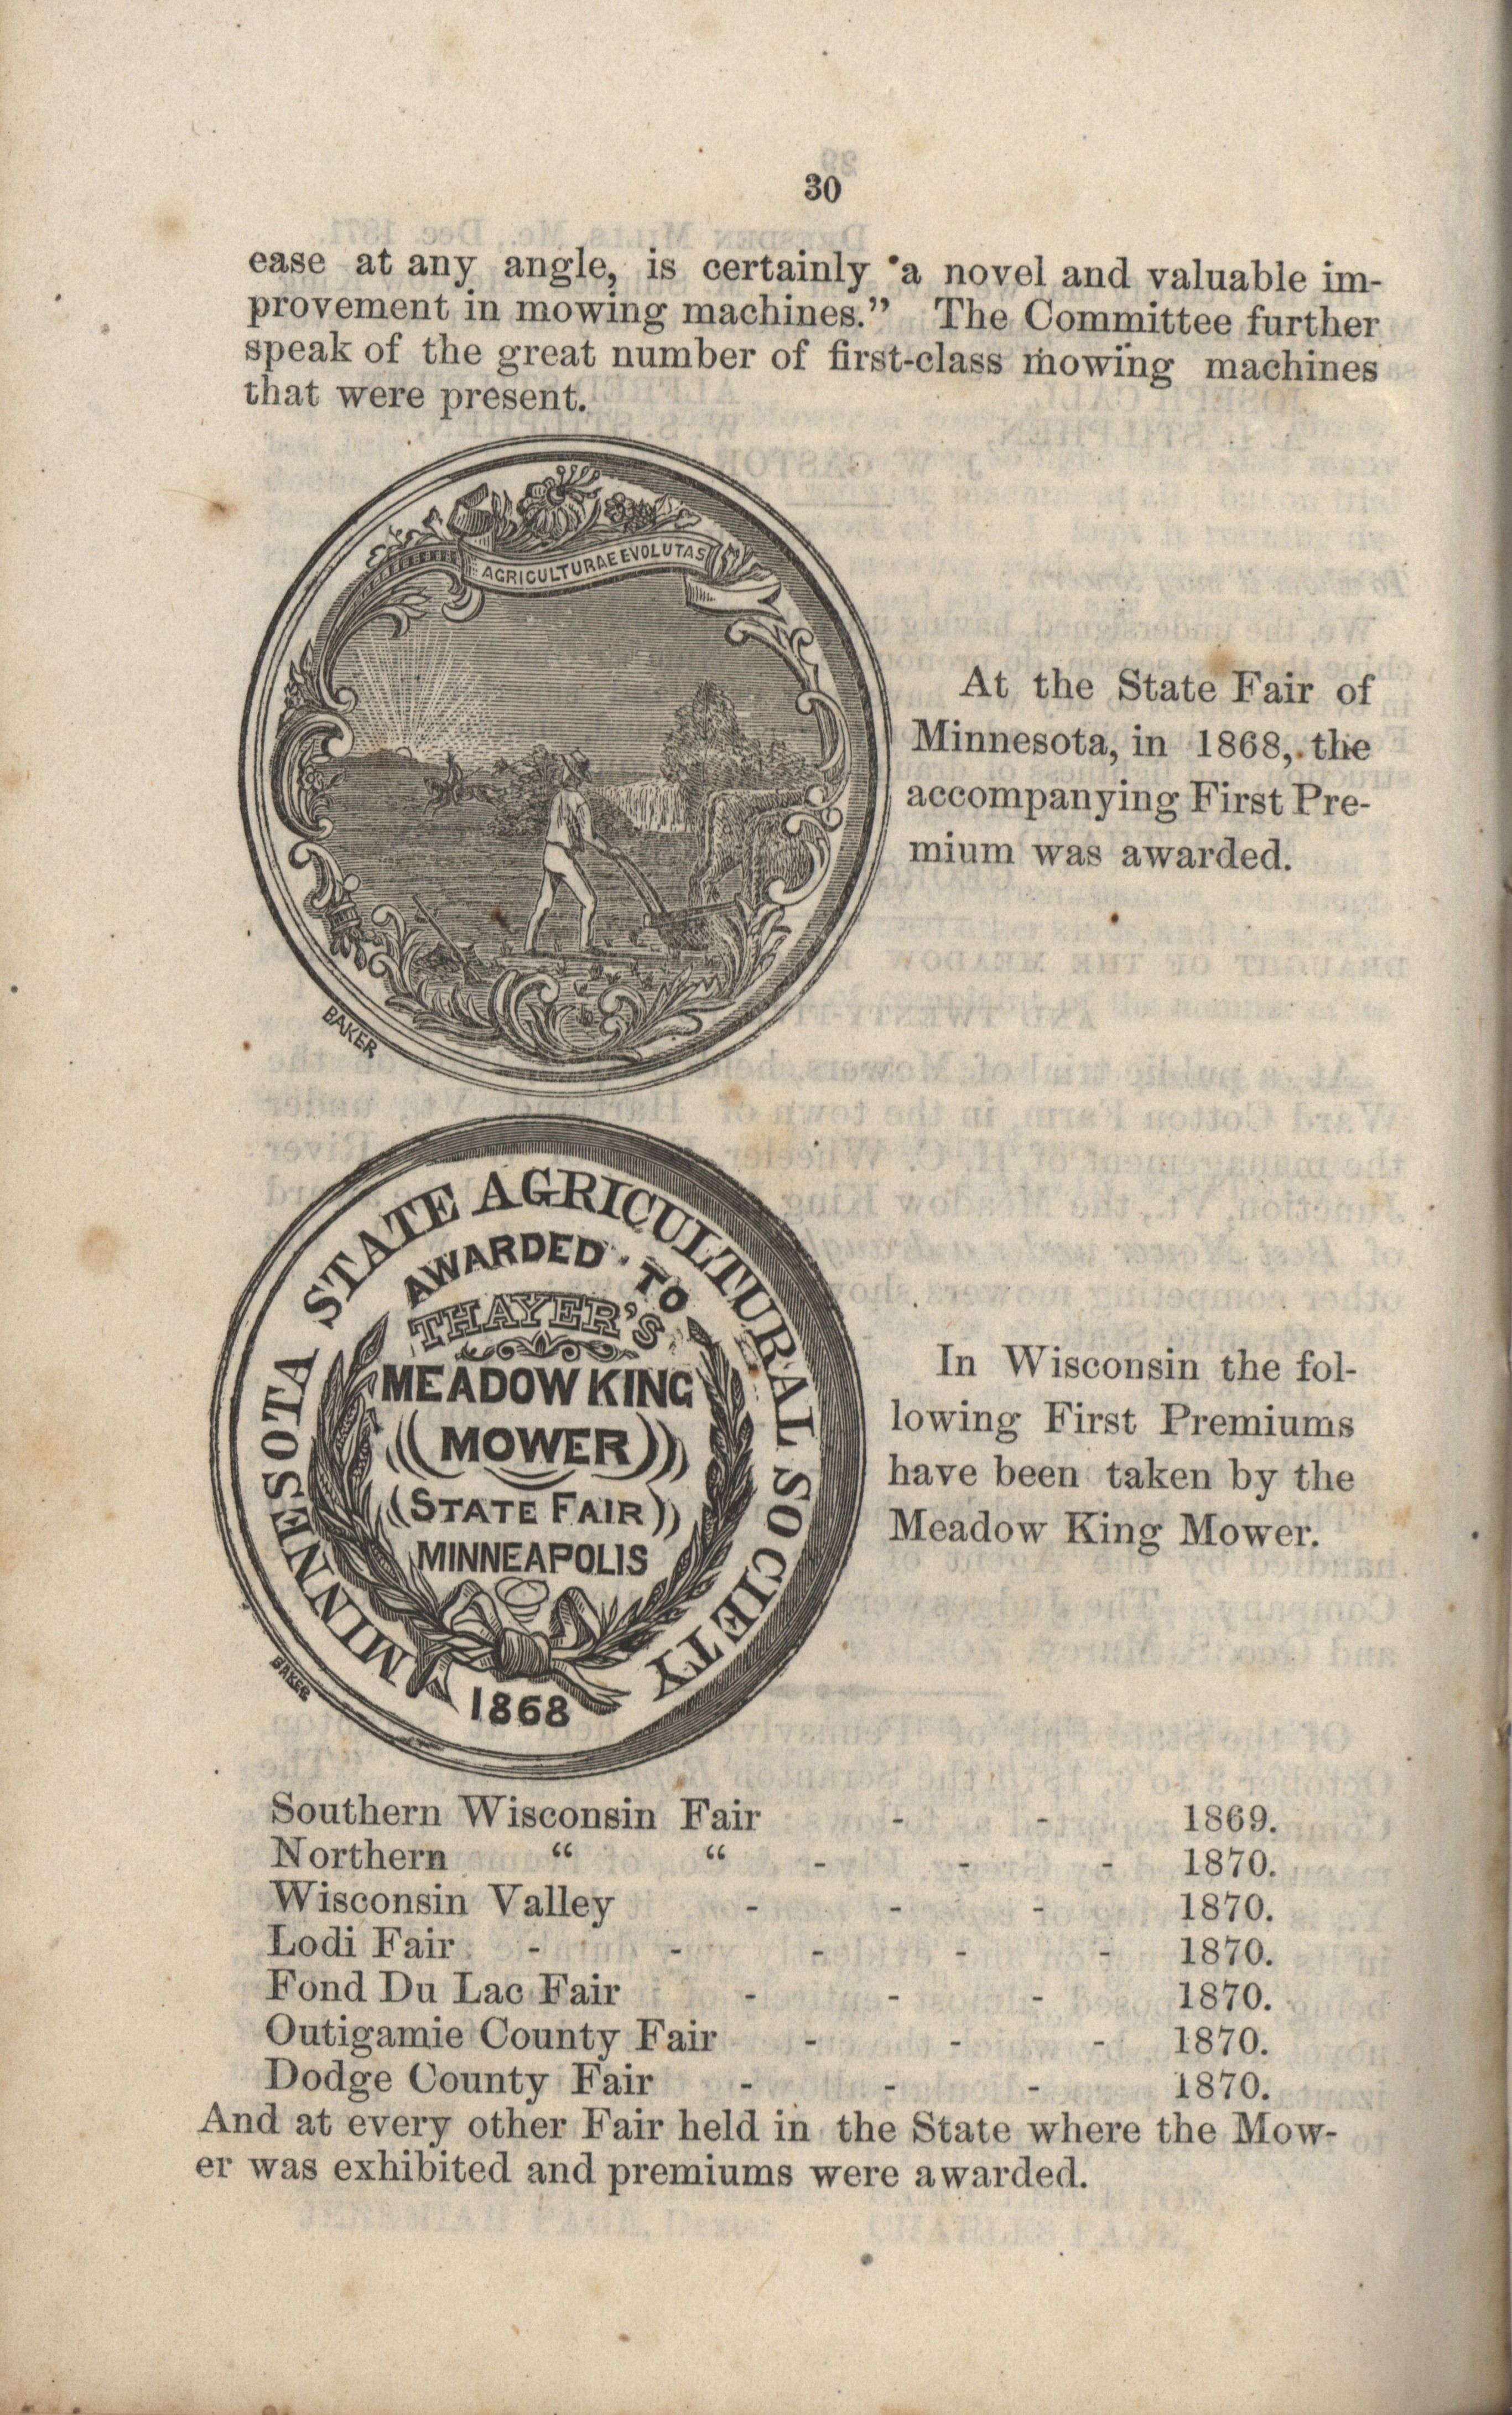 30
ease at any angle, is certainly a novel and valuable im-
provement in mowing machines.” The Committee further
speak of the great number of first-class mowing machines
that were present.
AGRICULTURAE EVOLUTAS
BAKER
At the State Fair of
Minnesota, in 1868, the
accompanying First Pre-
mium was awarded.
MINNESOTA STATE AGRICULTURAL SOCIETY
AWARDED TO
THAYER'S
MEADOW KING
MOWER
STATE FAIR
MINNEAPOLIS
1868
BAKER
In Wisconsin the fol-
lowing First Premiums
have been taken by the
Meadow King Mower.
Southern Wisconsin Fair - - 1869.
Northern “ “ - - - 1870.
Wisconsin Valley - - - 1870.
Lodi Fair - - - - - 1870.
Fond Du Lac Fair - - - 1870.
Outigamie County Fair - - - 1870.
Dodge County Fair - - - 1870.
And at every other Fair held in the State where the Mow-
er was exhibited and premiums were awarded.